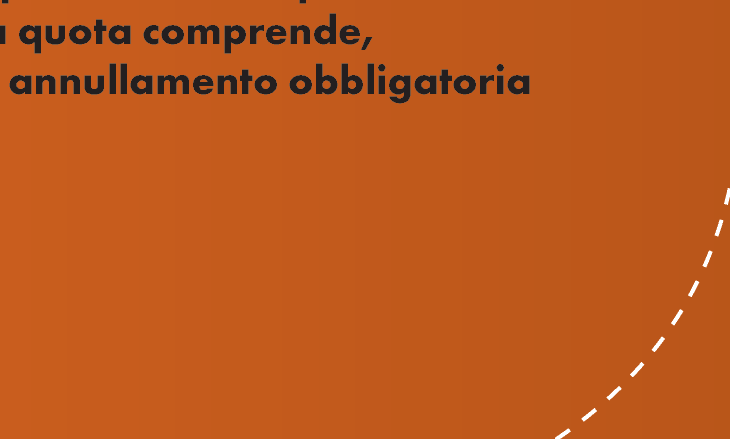 quota comprende,
annullamento obbligatoria